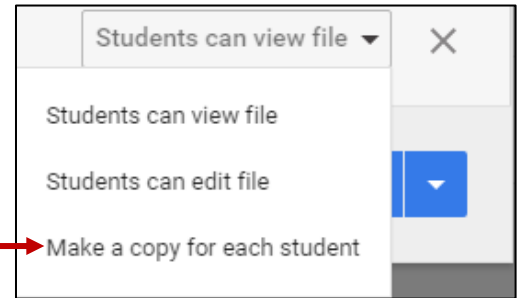 Students can view file
Students can view file
Students can edit file
Make a copy for each student